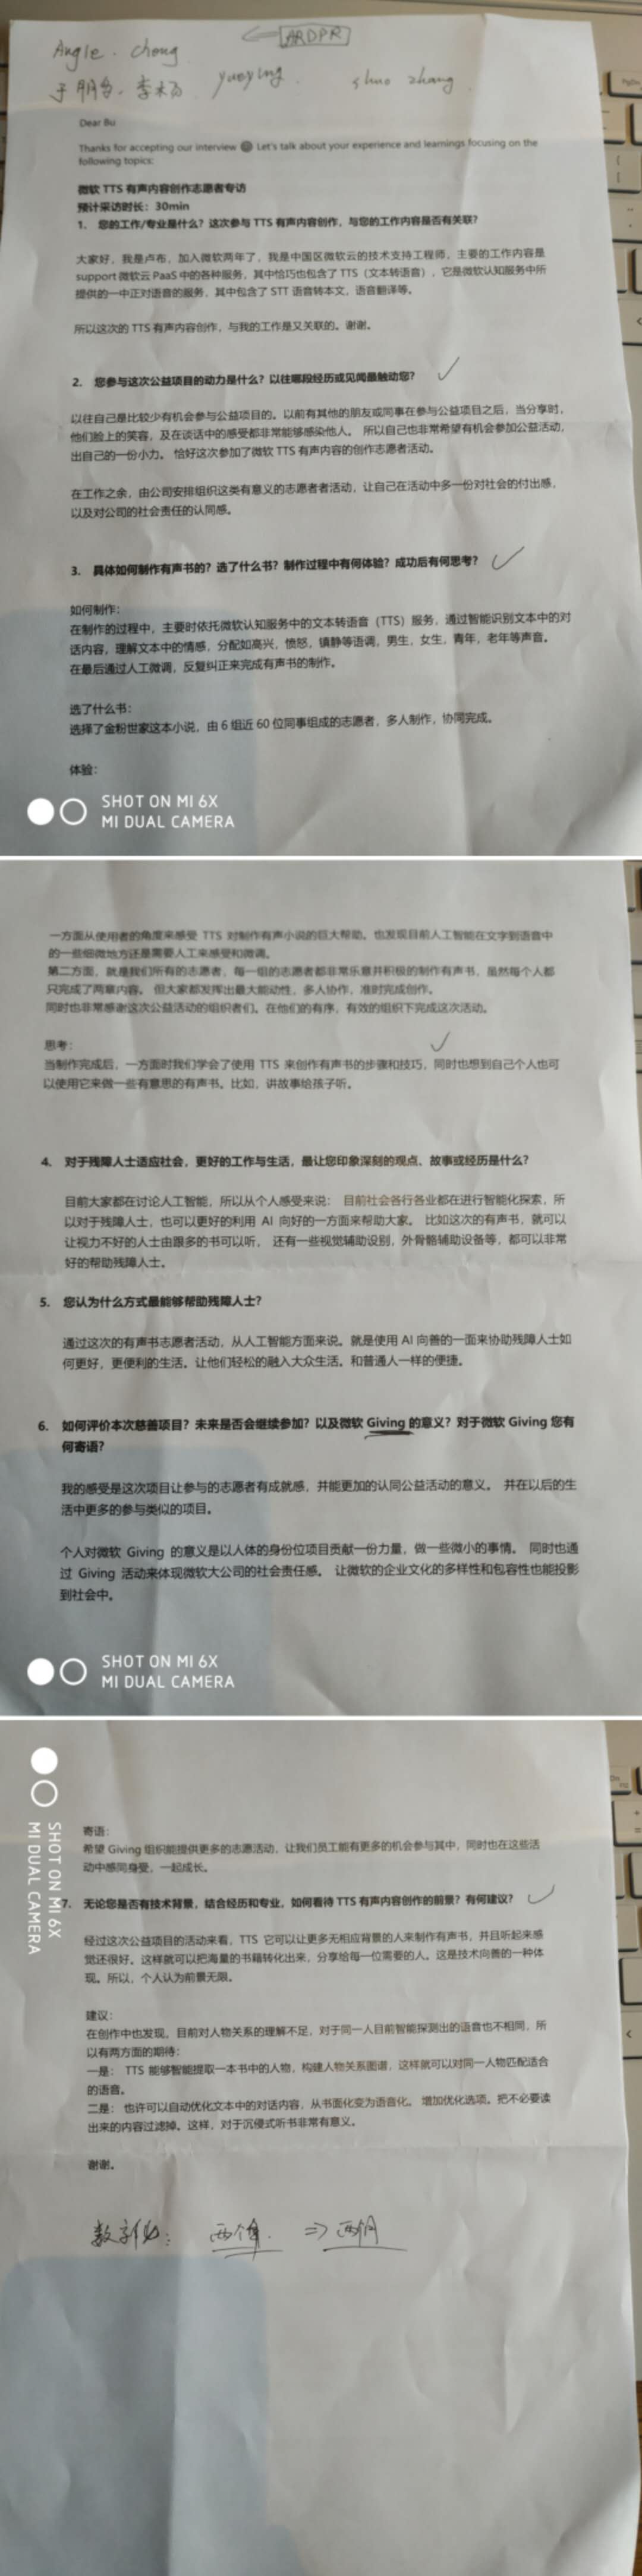 ARDPR
Angle. chong
yueying. shuo zhang
Dear Bu
Thanks for accepting our interview Let's talk about your experience and learnings focusing on the
following topics:
微软 TTS 有声内容创作志愿者专访
预计采访时长：30min
1. 您的工作/专业是什么？这次参与 TTS 有声内容创作，与您的工作内容是否有关联？
大家好，我是卢布，加入微软两年了，我是中国区微软云的技术支持工程师，主要的工作内容是
support 微软云 PaaS 中的各种服务，其中恰巧也包含了 TTS（文本转语音），它是微软认知服务中所
提供的一中正对语音的服务，其中包含了 STT 语音转本文，语音翻译等。
所以这次的 TTS 有声内容创作，与我的工作是又关联的。谢谢。
2. 您参与这次公益项目的动力是什么？以往哪段经历或见闻最触动您？
以往自己是比较少有机会参与公益项目的。以前有其他的朋友或同事在参与公益项目之后，当分享时，
他们脸上的笑容，及在谈话中的感受都非常能够感染他人。 所以自己也非常希望有机会参加公益活动，
出自己的一份小力。 恰好这次参加了微软 TTS 有声内容的创作志愿者活动。
在工作之余，由公司安排组织这类有意义的志愿者者活动，让自己在活动中多一份对社会的付出感，
以及对公司的社会责任的认同感。
3. 具体如何制作有声书的？选了什么书？制作过程中有何体验？成功后有何思考？
如何制作：
在制作的过程中，主要时依托微软认知服务中的文本转语音（TTS）服务，通过智能识别文本中的对
话内容，理解文本中的情感，分配如高兴，愤怒，镇静等语调，男生，女生，青年，老年等声音。
在最后通过人工微调，反复纠正来完成有声书的制作。
选了什么书：
选择了金粉世家这本小说，由 6 组近 60 位同事组成的志愿者，多人制作，协同完成。
体验：
SHOT ON MI 6X
MI DUAL CAMERA
一方面从使用者的角度来感受 TTS 对制作有声小说的巨大帮助。也发现目前人工智能在文字到语音中
的一些细微地方还是需要人工来感受和微调。
第二方面，就是我们所有的志愿者，每一组的志愿者都非常乐意并积极的制作有声书，虽然每个人都
只完成了两章内容。 但大家都发挥出最大能动性，多人协作，准时完成创作。
同时也非常感谢这次公益活动的组织者们。在他们的有序，有效的组织下完成这次活动。
思考：
当制作完成后，一方面时我们学会了使用 TTS 来创作有声书的步骤和技巧，同时也想到自己个人也可
以使用它来做一些有意思的有声书。比如，讲故事给孩子听。
4. 对于残障人士适应社会，更好的工作与生活，最让您印象深刻的观点、故事或经历是什么？
目前大家都在讨论人工智能，所以从个人感受来说： 目前社会各行各业都在进行智能化探索，所
以对于残障人士，也可以更好的利用 AI 向好的一方面来帮助大家。 比如这次的有声书，就可以
让视力不好的人士由跟多的书可以听， 还有一些视觉辅助设别，外骨骼辅助设备等，都可以非常
好的帮助残障人士。
5. 您认为什么方式最能够帮助残障人士？
通过这次的有声书志愿者活动，从人工智能方面来说。就是使用 AI 向善的一面来协助残障人士如
何更好，更便利的生活。让他们轻松的融入大众生活。和普通人一样的便捷。
6. 如何评价本次慈善项目？未来是否会继续参加？以及微软 Giving 的意义？对于微软 Giving 您有
何寄语？
我的感受是这次项目让参与的志愿者有成就感，并能更加的认同公益活动的意义。 并在以后的生
活中更多的参与类似的项目。
个人对微软 Giving 的意义是以人体的身份位项目贡献一份力量，做一些微小的事情。 同时也通
过 Giving 活动来体现微软大公司的社会责任感。 让微软的企业文化的多样性和包容性也能投影
到社会中。
SHOT ON MI 6X
MI DUAL CAMERA
SHOT ON MI 6X
MI DUAL CAMERA
寄语：
希望 Giving 组织能提供更多的志愿活动，让我们员工能有更多的机会参与其中，同时也在这些活
动中感同身受，一起成长。
7. 无论您是否有技术背景，结合经历和专业，如何看待 TTS 有声内容创作的前景？有何建议？
经过这次公益项目的活动来看，TTS 它可以让更多无相应背景的人来制作有声书，并且听起来感
觉还很好。这样就可以把海量的书籍转化出来，分享给每一位需要的人。这是技术向善的一种体
现。所以，个人认为前景无限。
建议：
在创作中也发现，目前对人物关系的理解不足，对于同一人目前智能探测出的语音也不相同，所
以有两方面的期待：
一是： TTS 能够智能提取一本书中的人物，构建人物关系图谱，这样就可以对同一人物匹配适合
的语音。
二是：也许可以自动优化文本中的对话内容，从书面化变为语音化。 增加优化选项。把不必要读
出来的内容过滤掉。这样，对于沉侵式听书非常有意义。
谢谢。
数字化： ⇒